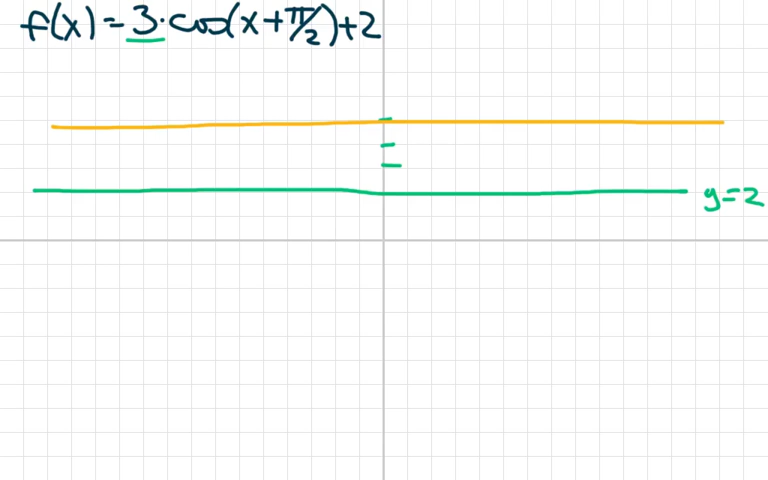 f(x) = 3·cos(x+π/2)+2
y=2